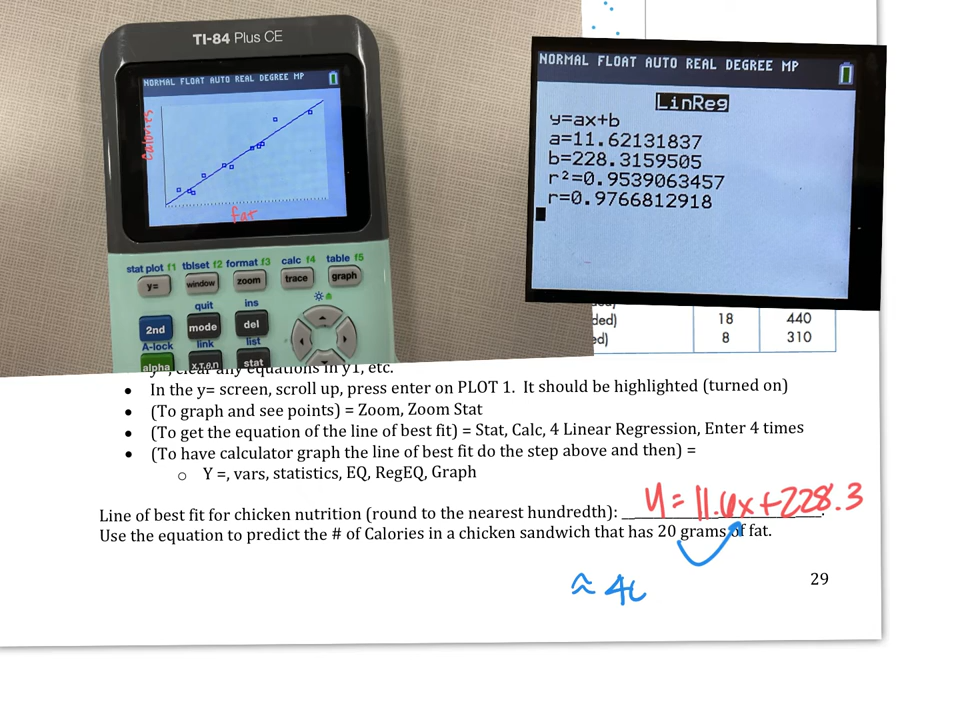 TI-84 Plus CE
NORMAL FLOAT AUTO REAL DEGREE MP
calories
fat
stat plot f1 tblset f2 format f3 calc f4 table f5
y= window zoom trace graph
quit ins
2nd mode del
A-lock link list
alpha X,T,θ,n stat
NORMAL FLOAT AUTO REAL DEGREE MP
LinReg
y=ax+b
a=11.62131837
b=228.3159505
r²=0.9539063457
r=0.9766812918
ded) 18 440
ed) 8 310
clear any equations in y1, etc.
• In the y= screen, scroll up, press enter on PLOT 1. It should be highlighted (turned on)
• (To graph and see points) = Zoom, Zoom Stat
• (To get the equation of the line of best fit) = Stat, Calc, 4 Linear Regression, Enter 4 times
• (To have calculator graph the line of best fit do the step above and then) =
o Y =, vars, statistics, EQ, RegEQ, Graph
Line of best fit for chicken nutrition (round to the nearest hundredth): y = 11.6x+228.3
Use the equation to predict the # of Calories in a chicken sandwich that has 20 grams of fat.
29